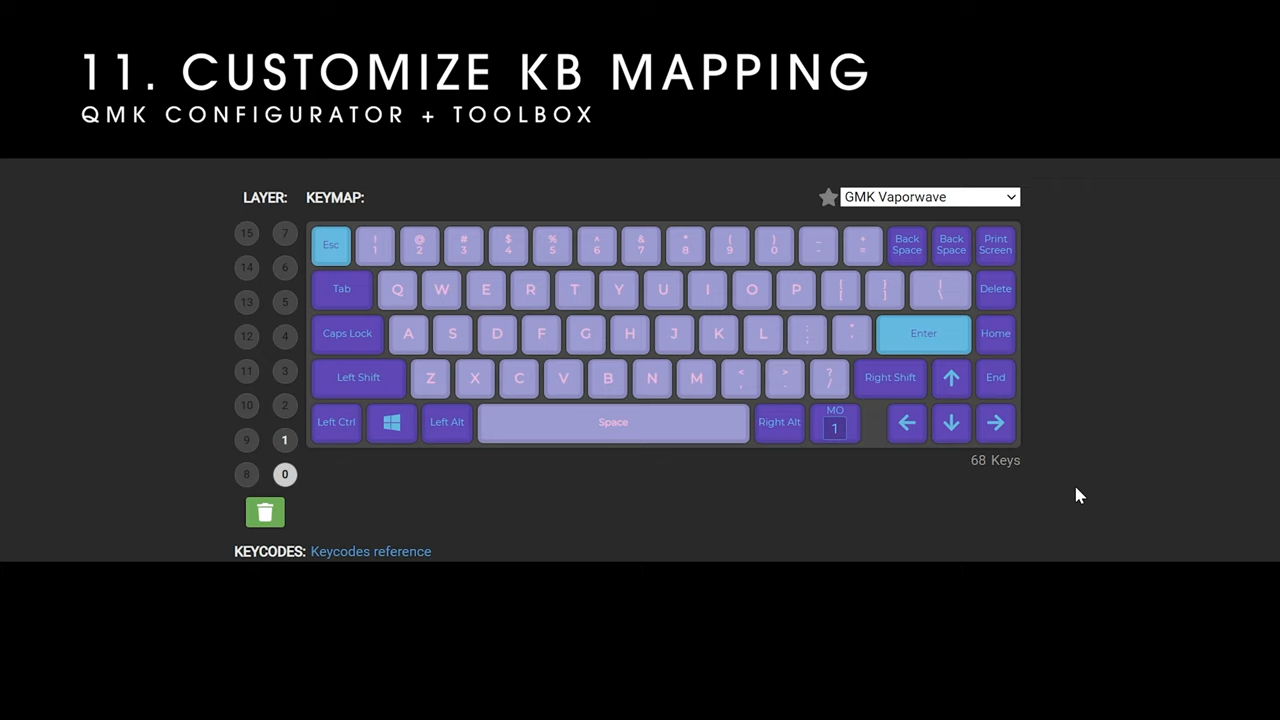 11. CUSTOMIZE KB MAPPING
QMK CONFIGURATOR + TOOLBOX
LAYER: KEYMAP: GMK Vaporwave
15 7
14 6
13 5
12 4
11 3
10 2
9 1
8 0
Esc ! 1 @ 2 # 3 $ 4 % 5 ^ 6 & 7 * 8 ( 9 ) 0 _ - + = Back Space Back Space Print Screen
Tab Q W E R T Y U I O P { [ } ] | \ Delete
Caps Lock A S D F G H J K L : ; " ' Enter Home
Left Shift Z X C V B N M < , > . ? / Right Shift ↑ End
Left Ctrl Left Alt Space Right Alt MO 1 ← ↓ →
68 Keys
KEYCODES: Keycodes reference